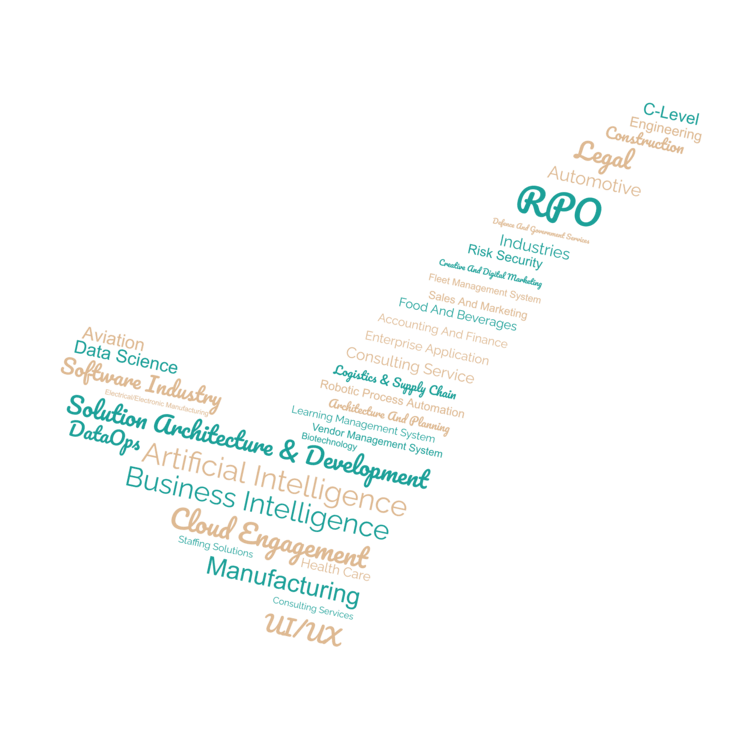 C-Level
Engineering
Construction
Legal
Automotive
RPO
Defence And Government Services
Industries
Risk Security
Creative And Digital Marketing
Fleet Management System
Sales And Marketing
Food And Beverages
Accounting And Finance
Enterprise Application
Consulting Service
Logistics & Supply Chain
Robotic Process Automation
Architecture And Planning
Learning Management System
Vendor Management System
Biotechnology
Aviation
Data Science
Software Industry
Electrical/Electronic Manufacturing
Solution Architecture & Development
DataOps
Artificial Intelligence
Business Intelligence
Cloud Engagement
Staffing Solutions
Health Care
Manufacturing
Consulting Services
UI/UX